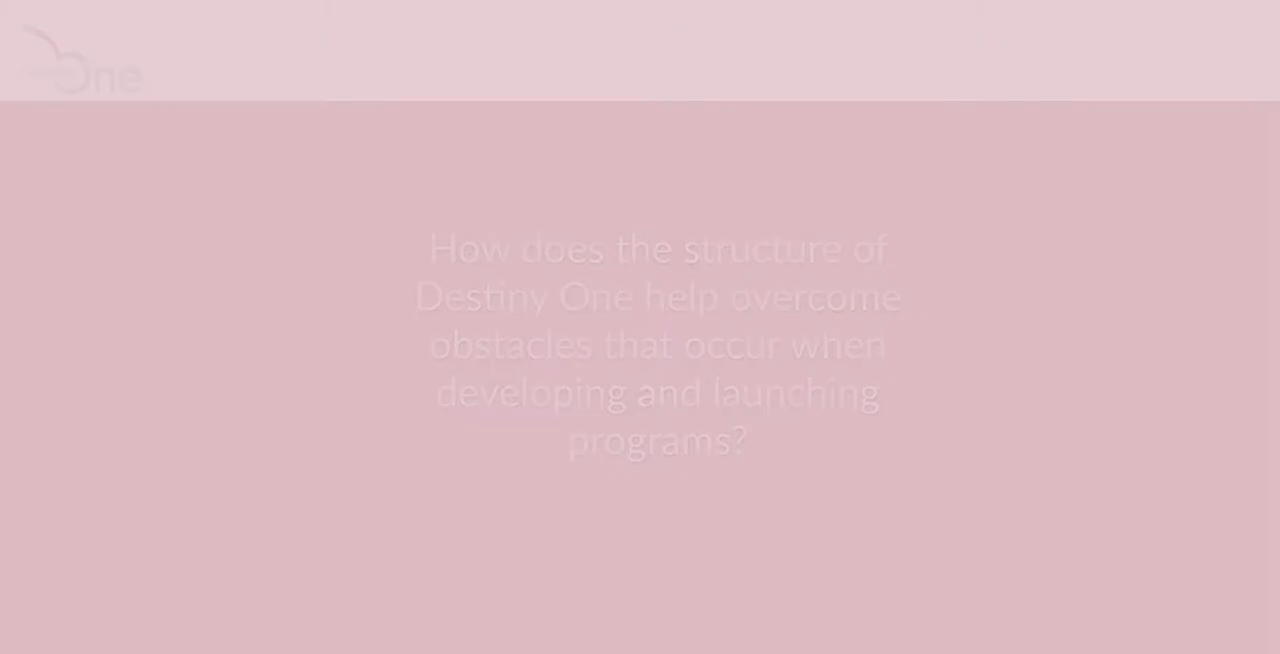 One
How does the structure of
Destiny One help overcome
obstacles that occur when
developing and launching
programs?